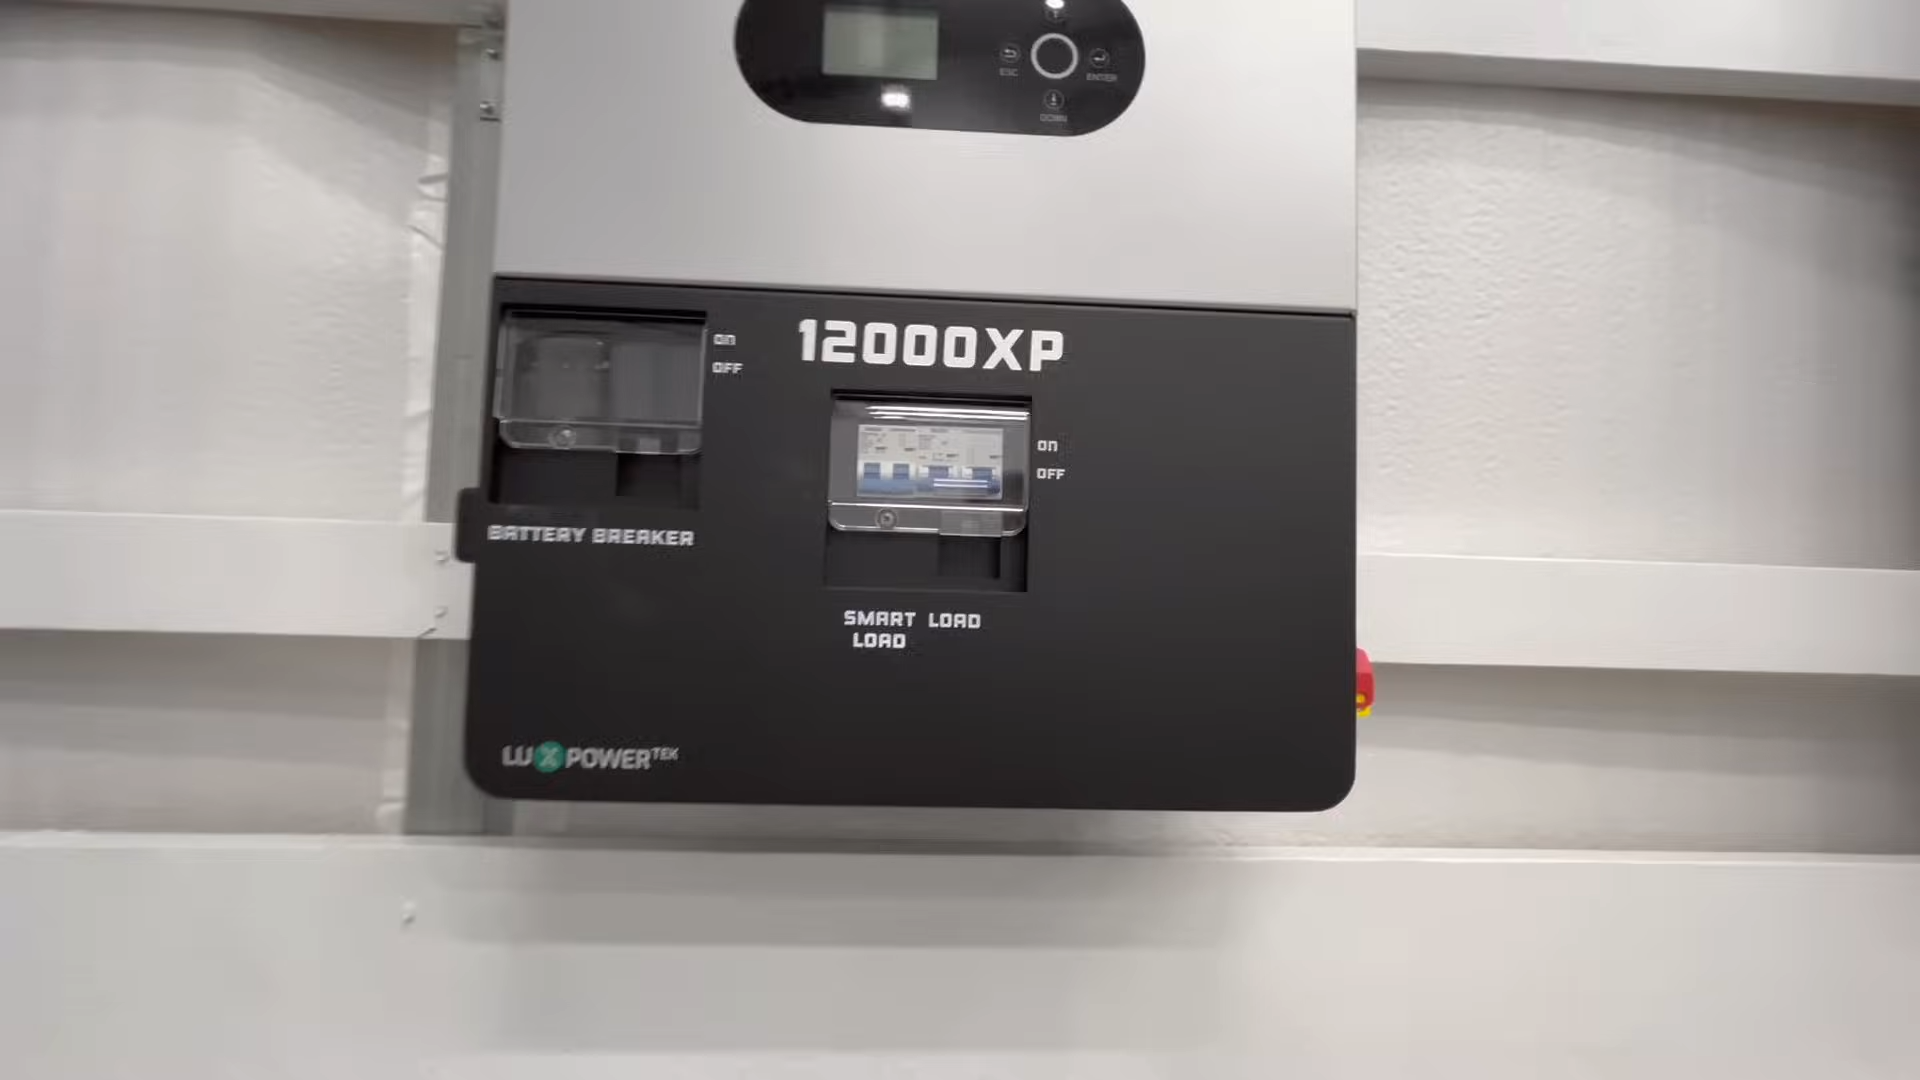 ESC
ENTER
DOWN
12000XP
ON
OFF
ON
OFF
BATTERY BREAKER
SMART LOAD
LOAD
LUXPOWERTEK